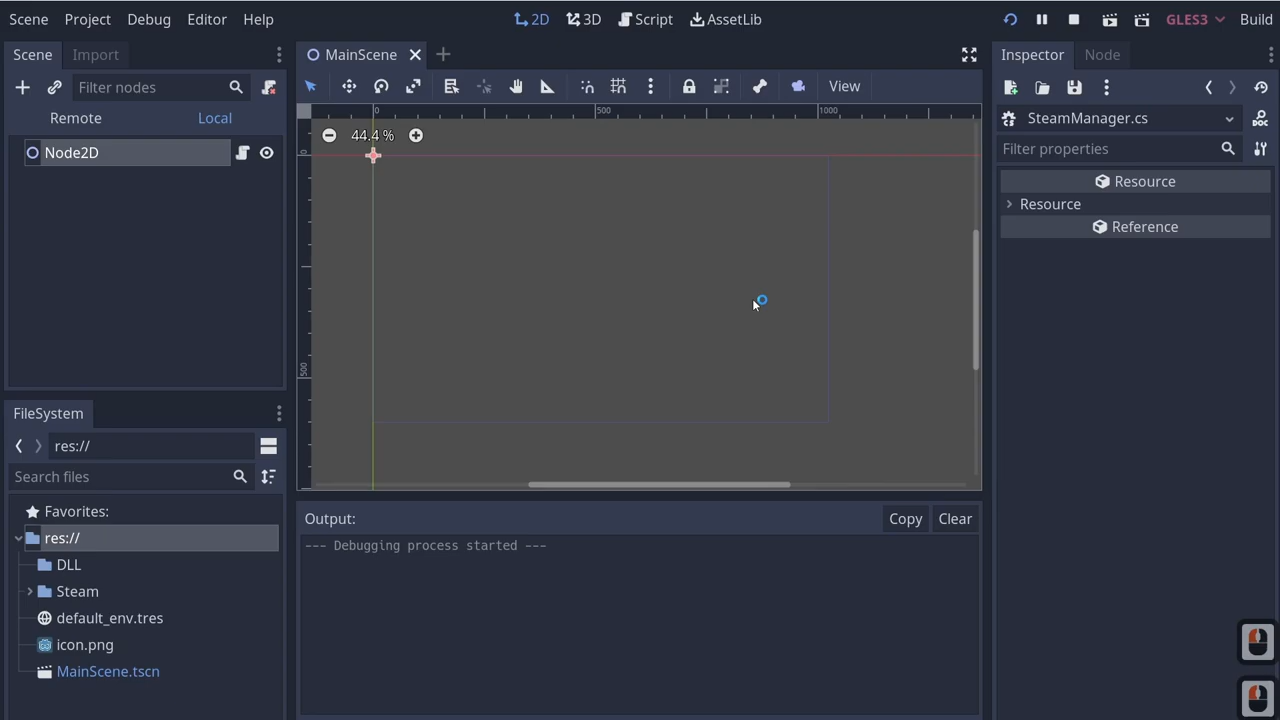 Scene Project Debug Editor Help 2D 3D Script AssetLib GLES3 Build
Scene Import MainScene Inspector Node
Filter nodes View
Remote Local SteamManager.cs
Node2D 44.4 % Filter properties
0 500 1000
0
500
Resource
Resource
Reference
FileSystem
res://
Search files
Favorites:
res://
DLL
Steam
default_env.tres
icon.png
MainScene.tscn
Output: Copy Clear
--- Debugging process started ---